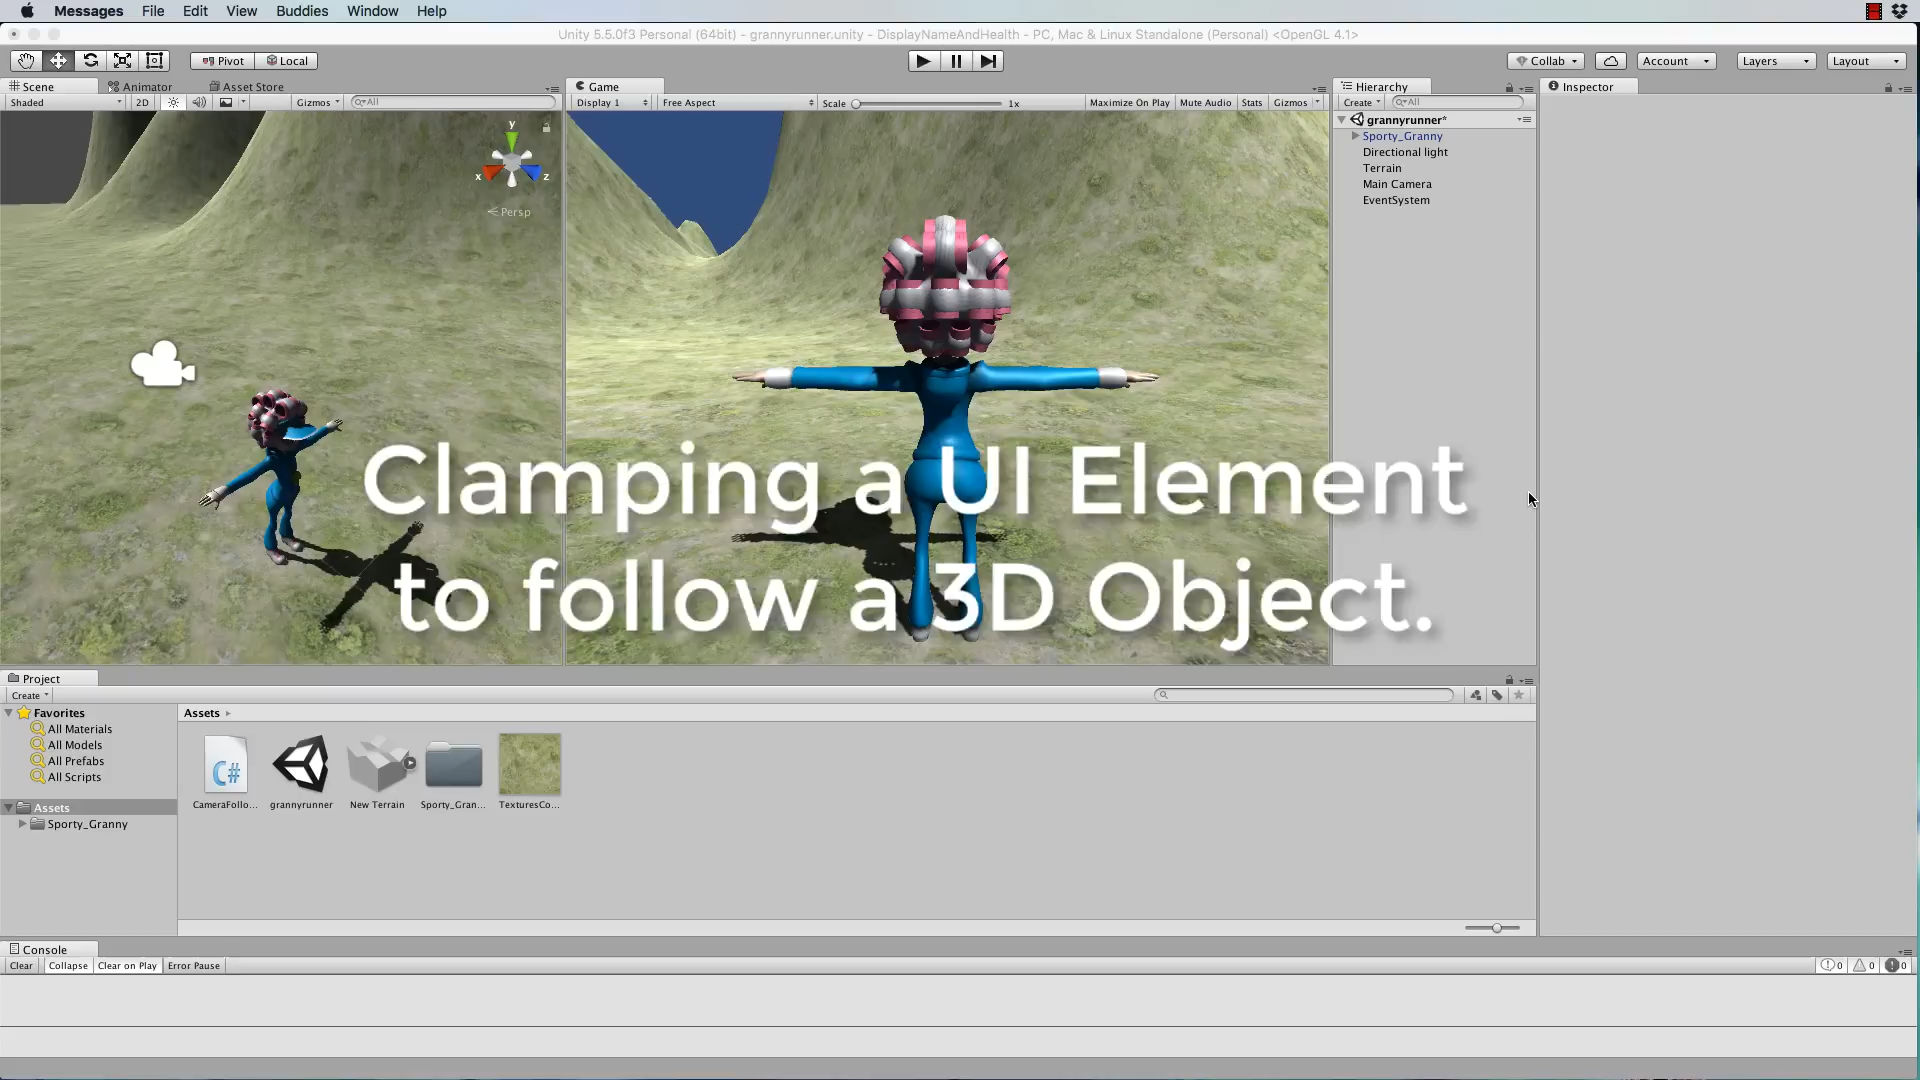 Messages File Edit View Buddies Window Help
Unity 5.5.0f3 Personal (64bit) - grannyrunner.unity - DisplayNameAndHealth - PC, Mac & Linux Standalone (Personal) <OpenGL 4.1>
Pivot Local Collab Account Layers Layout
Scene Animator Asset Store Game Hierarchy Inspector
Shaded 2D Gizmos All Display 1 Free Aspect Scale 1x Maximize On Play Mute Audio Stats Gizmos Create All
grannyrunner*
Sporty_Granny
Directional light
Terrain
Main Camera
EventSystem
y
x z
Persp
Clamping a UI Element
to follow a 3D Object.
Project
Create
Favorites
All Materials
All Models
All Prefabs
All Scripts
Assets
Sporty_Granny
Assets
C#
CameraFollo... grannyrunner New Terrain Sporty_Gran... TexturesCo...
Console
Clear Collapse Clear on Play Error Pause 0 0 0